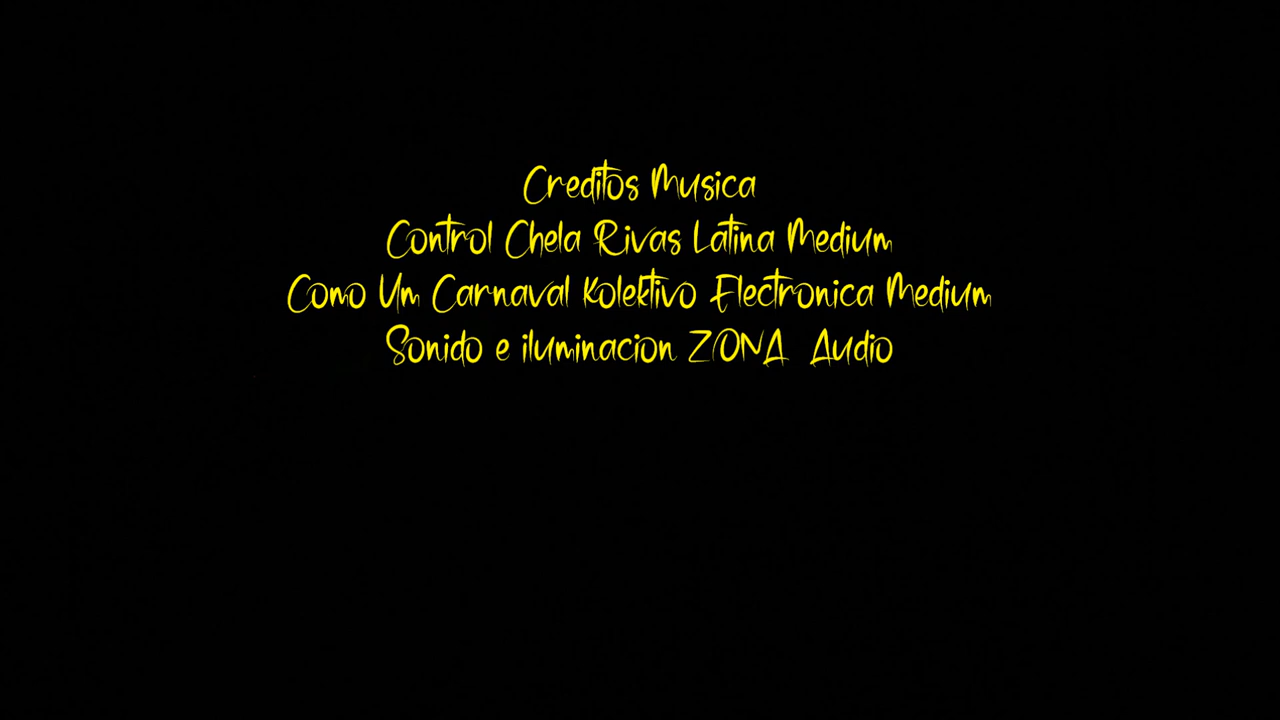 Creditos Musica
Control Chela Rivas Latina Medium
Como Um Carnaval Kolektivo Electronica Medium
Sonido e iluminacion ZONA Audio